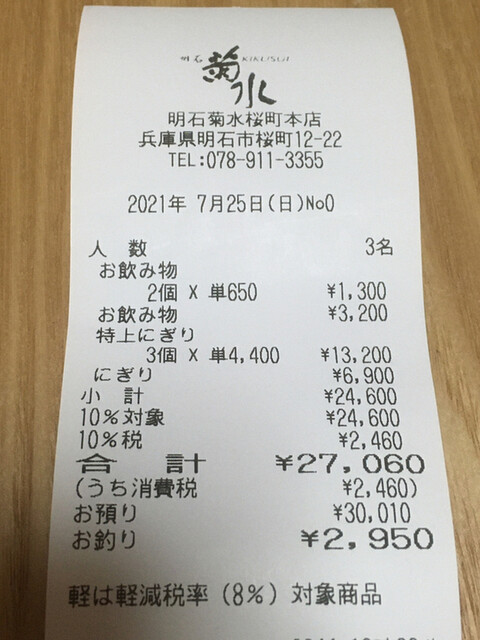 明石 KIKUSUI
菊水
明石菊水桜町本店
兵庫県明石市桜町12-22
TEL:078-911-3355
2021年 7月25日(日)No0
人 数 3名
お飲み物
2個 X 単650 ¥1,300
お飲み物 ¥3,200
特上にぎり
3個 X 単4,400 ¥13,200
にぎり ¥6,900
小 計 ¥24,600
10%対象 ¥24,600
10%税 ¥2,460
合 計 ¥27,060
(うち消費税 ¥2,460)
お預り ¥30,010
お釣り ¥2,950
軽は軽減税率(8%)対象商品